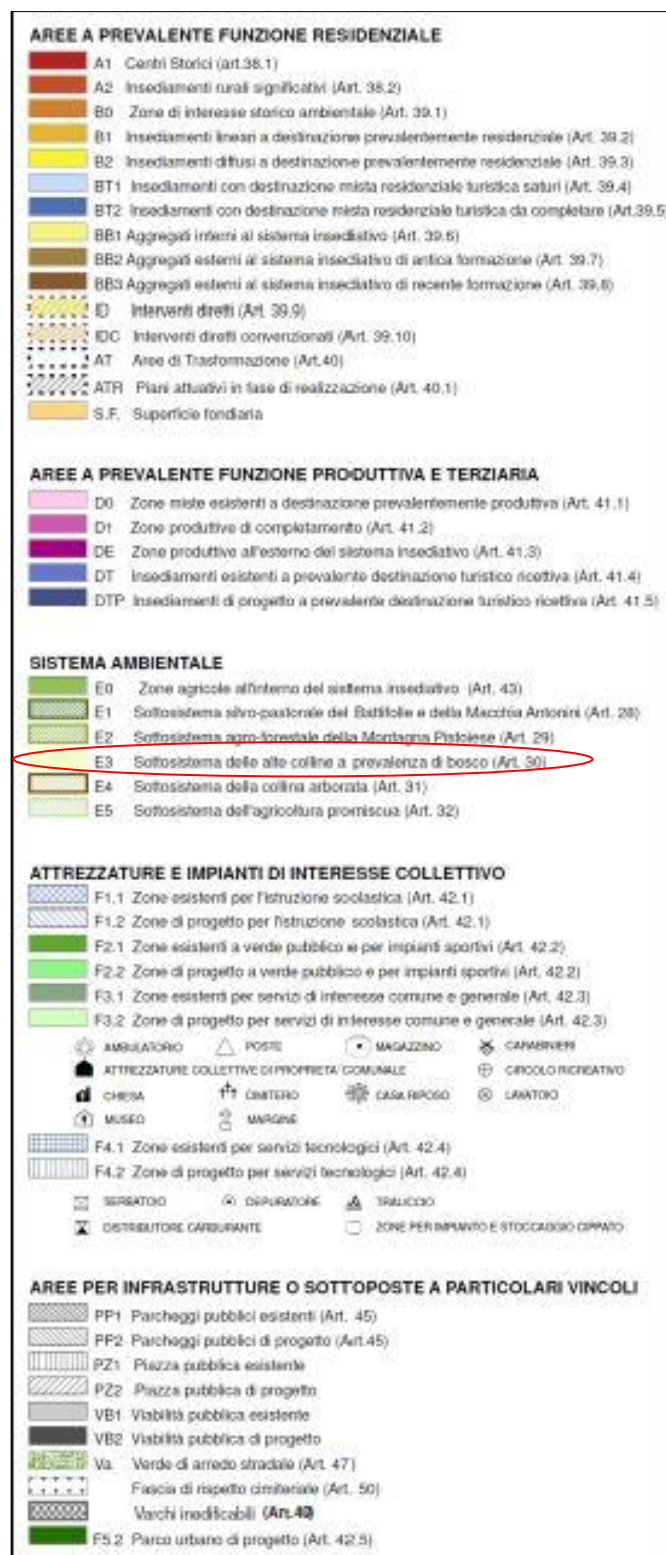 AREE A PREVALENTE FUNZIONE RESIDENZIALE
A1 Centri Storici (art.38.1)
A2 Insediamenti rurali significativi (Art. 38.2)
B0 Zone di interesse storico ambientale (Art. 39.1)
B1 Insediamenti lineari a destinazione prevalentemente residenziale (Art. 39.2)
B2 Insediamenti diffusi a destinazione prevalentemente residenziale (Art. 39.3)
BT1 Insediamenti con destinazione mista residenziale turistica saturi (Art. 39.4)
BT2 Insediamenti con destinazione mista residenziale turistica da completare (Art.39.5)
BB1 Aggregati interni al sistema insediativo (Art. 39.6)
BB2 Aggregati esterni al sistema insediativo di antica formazione (Art. 39.7)
BB3 Aggregati esterni al sistema insediativo di recente formazione (Art. 39.8)
ID Interventi diretti (Art. 39.9)
IDC Interventi diretti convenzionati (Art. 39.10)
AT Aree di Trasformazione (Art.40)
ATR Piani attuativi in fase di realizzazione (Art. 40.1)
S.F. Superficie fondiaria
AREE A PREVALENTE FUNZIONE PRODUTTIVA E TERZIARIA
D0 Zone miste esistenti a destinazione prevalentemente produttiva (Art. 41.1)
D1 Zone produttive di completamento (Art. 41.2)
DE Zone produttive all'esterno del sistema insediativo (Art. 41.3)
DT Insediamenti esistenti a prevalente destinazione turistico ricettiva (Art. 41.4)
DTP Insediamenti di progetto a prevalente destinazione turistico ricettiva (Art. 41.5)
SISTEMA AMBIENTALE
E0 Zone agricole all'interno del sistema insediativo (Art. 43)
E1 Sottosistema silvo-pastorale del Battifolle e della Macchia Antonini (Art. 28)
E2 Sottosistema agro-forestale della Montagna Pistoiese (Art. 29)
E3 Sottosistema delle alte colline a prevalenza di bosco (Art. 30)
E4 Sottosistema della collina arborata (Art. 31)
E5 Sottosistema dell'agricoltura promiscua (Art. 32)
ATTREZZATURE E IMPIANTI DI INTERESSE COLLETTIVO
F1.1 Zone esistenti per l'istruzione scolastica (Art. 42.1)
F1.2 Zone di progetto per l'istruzione scolastica (Art. 42.1)
F2.1 Zone esistenti a verde pubblico e per impianti sportivi (Art. 42.2)
F2.2 Zone di progetto a verde pubblico e per impianti sportivi (Art. 42.2)
F3.1 Zone esistenti per servizi di interesse comune e generale (Art. 42.3)
F3.2 Zone di progetto per servizi di interesse comune e generale (Art. 42.3)
AMBULATORIO POSTE MAGAZZINO CARABINIERI
ATTREZZATURE COLLETTIVE DI PROPRIETA' COMUNALE CIRCOLO RICREATIVO
CHIESA CIMITERO CASA RIPOSO LAVATOIO
MUSEO MARGINE
F4.1 Zone esistenti per servizi tecnologici (Art. 42.4)
F4.2 Zone di progetto per servizi tecnologici (Art. 42.4)
SERBATOIO DEPURATORE TRALICCIO
DISTRIBUTORE CARBURANTE ZONE PER IMPIANTO E STOCCAGGIO CIPPATO
AREE PER INFRASTRUTTURE O SOTTOPOSTE A PARTICOLARI VINCOLI
PP1 Parcheggi pubblici esistenti (Art. 45)
PP2 Parcheggi pubblici di progetto (Art.45)
PZ1 Piazza pubblica esistente
PZ2 Piazza pubblica di progetto
VB1 Viabilità pubblica esistente
VB2 Viabilità pubblica di progetto
Va Verde di arredo stradale (Art. 47)
Fascia di rispetto cimiteriale (Art. 50)
Varchi inedificabili
F5.2 Parco urbano di progetto (Art. 42.5)